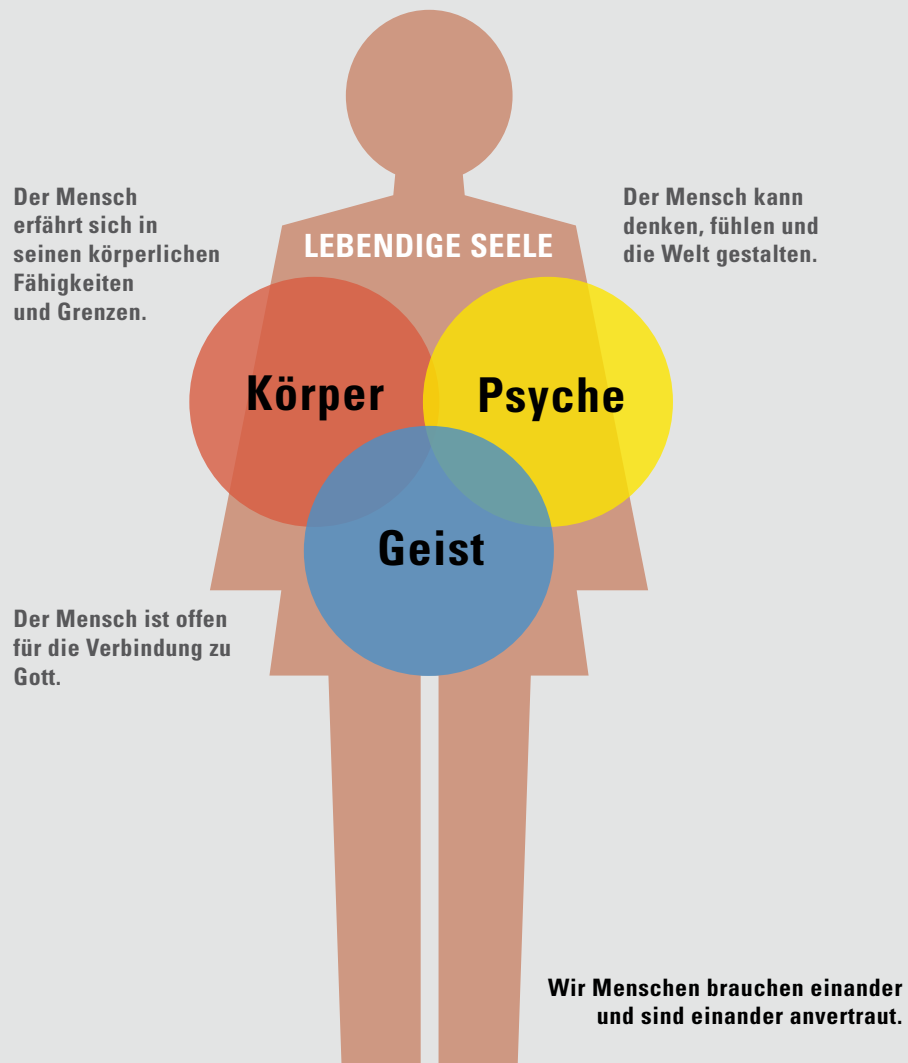 Der Mensch
erfährt sich in
seinen körperlichen
Fähigkeiten
und Grenzen.
Der Mensch kann
denken, fühlen und
die Welt gestalten.
LEBENDIGE SEELE
Körper
Psyche
Geist
Der Mensch ist offen
für die Verbindung zu
Gott.
Wir Menschen brauchen einander
und sind einander anvertraut.